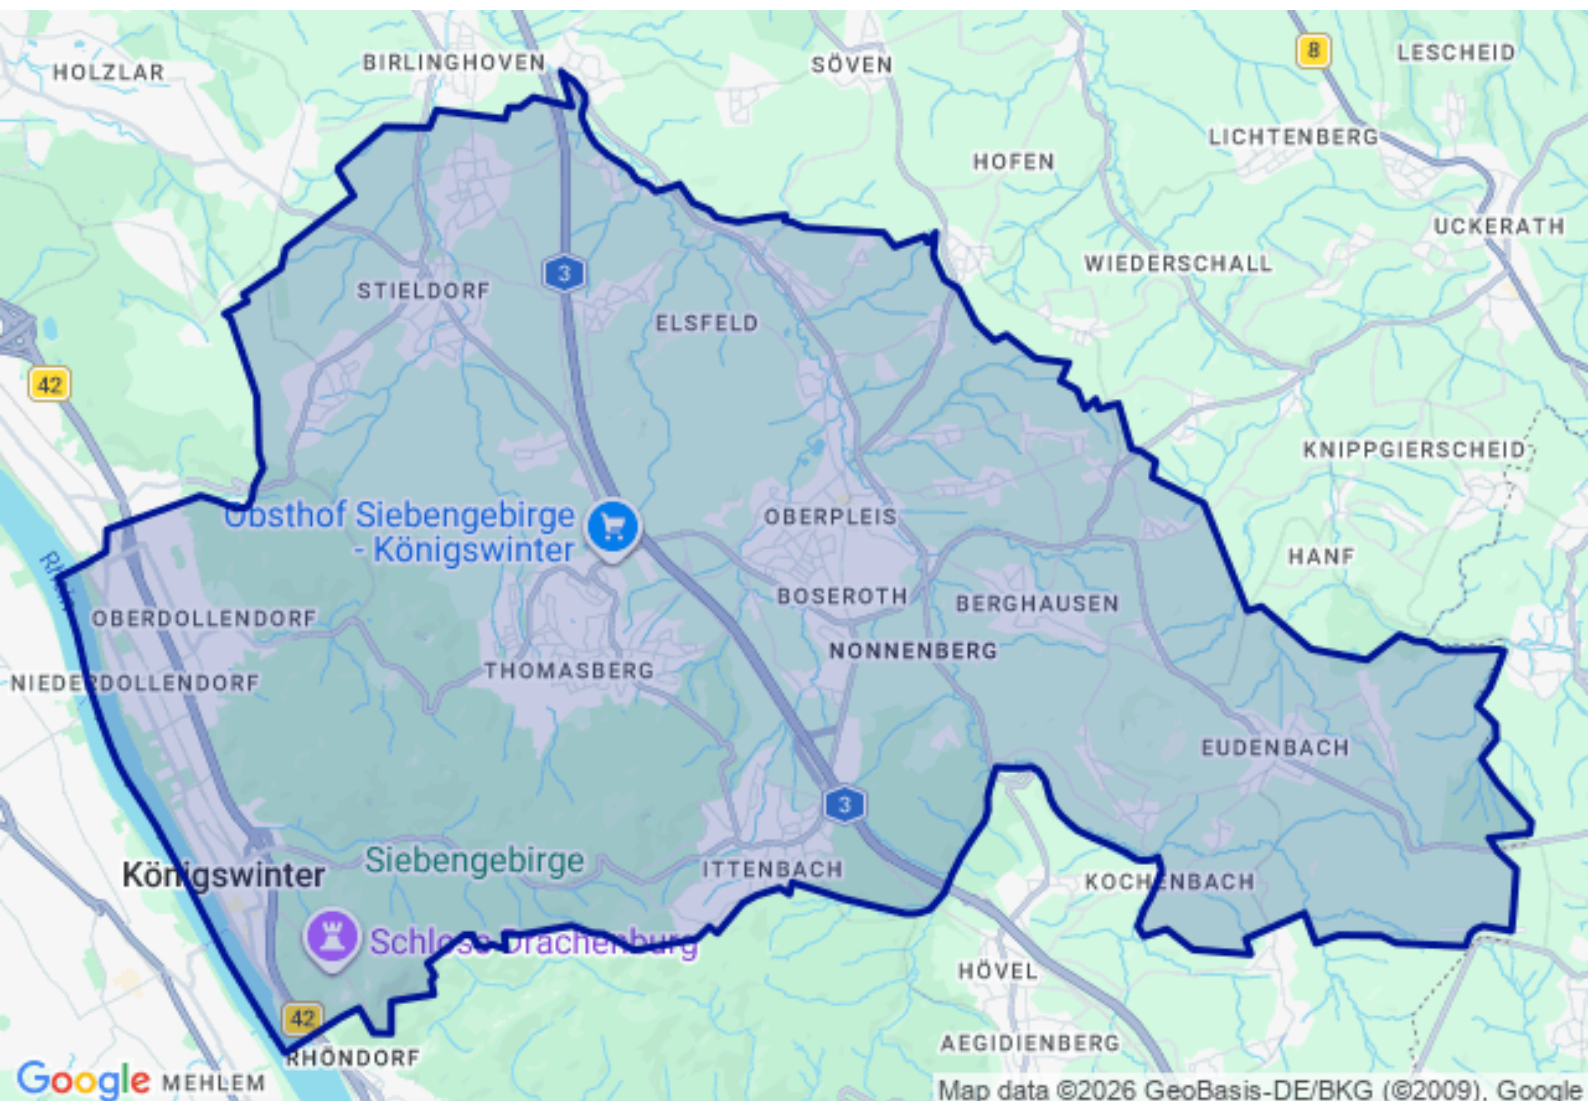 BIRLINGHOVEN
HOLZLAR
SÖVEN
8
LESCHEID
LICHTENBERG
HOFEN
UCKERATH
WIEDERSCHALL
3
STIELDORF
ELSFELD
42
KNIPPGIERSCHEID
Obsthof Siebengebirge
- Königswinter
OBERPLEIS
HANF
Rhein
BOSEROTH
BERGHAUSEN
OBERDOLLENDORF
NONNENBERG
THOMASBERG
NIEDERDOLLENDORF
EUDENBACH
3
Siebengebirge
ITTENBACH
Königswinter
KOCHENBACH
Schloss Drachenburg
HÖVEL
42
AEGIDIENBERG
RHÖNDORF
Google
MEHLEM
Map data ©2026 GeoBasis-DE/BKG (©2009), Google